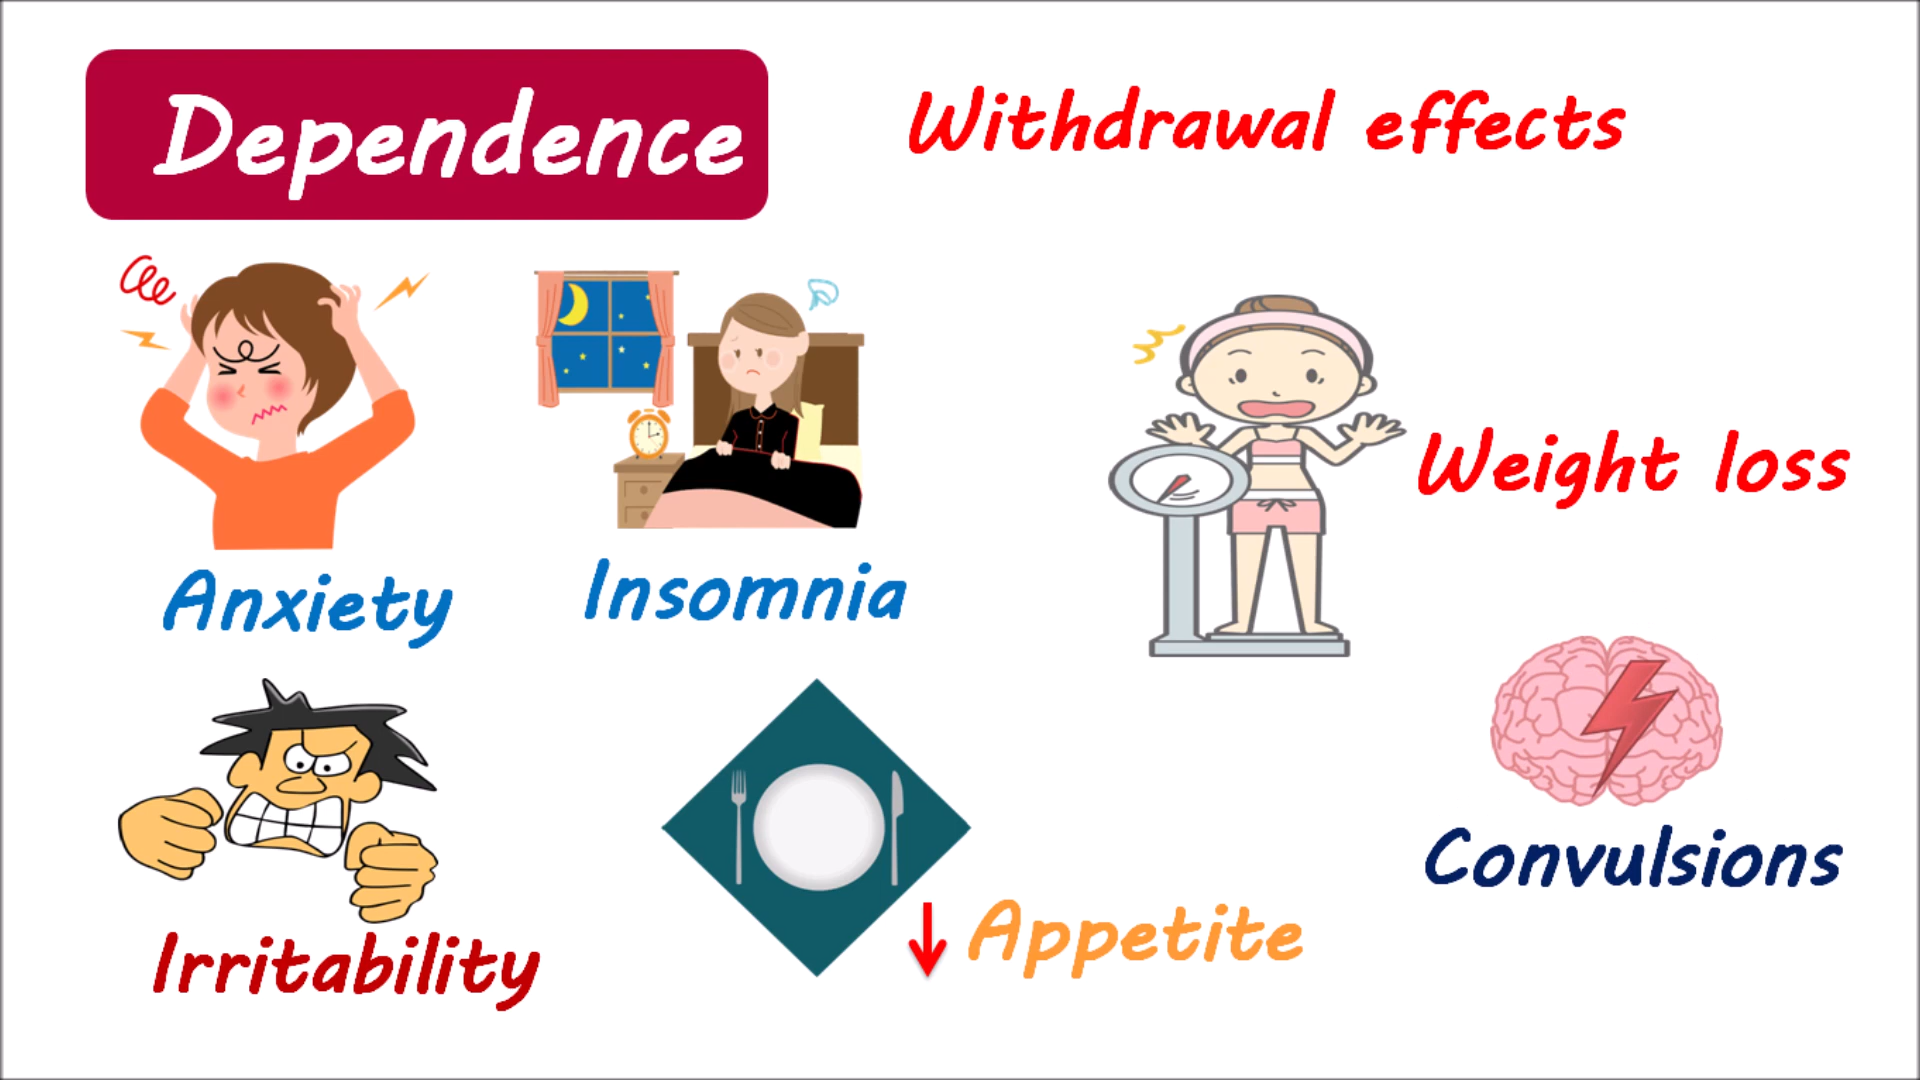 Dependence
Withdrawal effects
Anxiety
Insomnia
Weight loss
Irritability
↓ Appetite
Convulsions